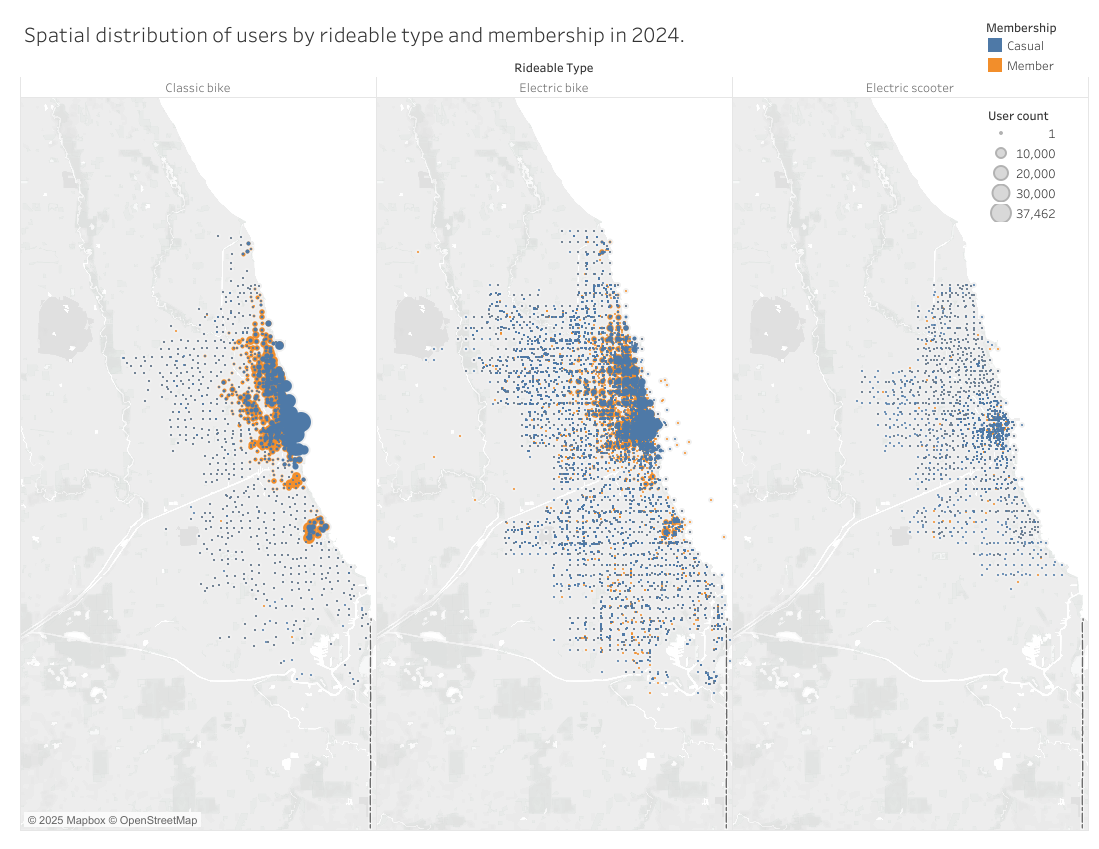 Spatial distribution of users by rideable type and membership in 2024.
Membership
Casual
Member
Rideable Type
Classic bike
Electric bike
Electric scooter
User count
1
10,000
20,000
30,000
37,462
© 2025 Mapbox © OpenStreetMap